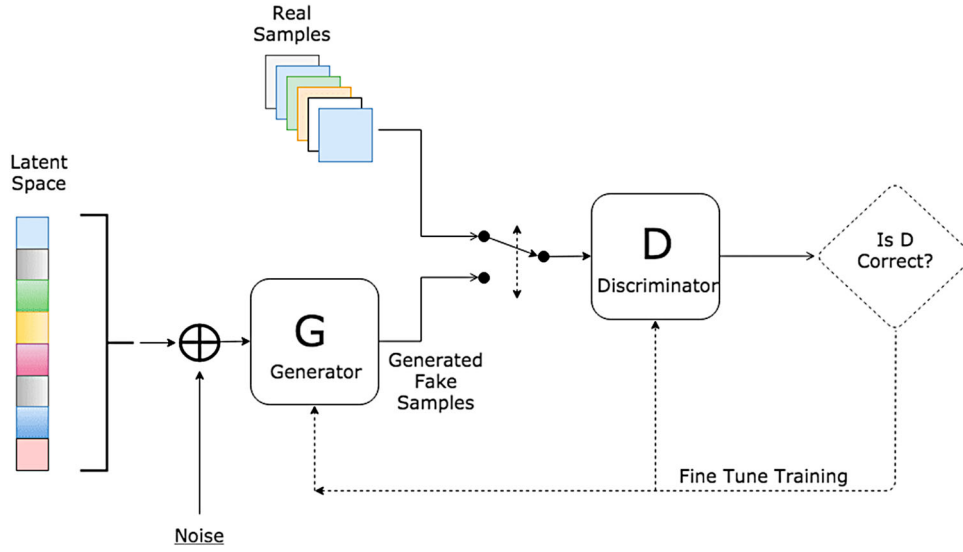 Real
Samples
Latent
Space
D
Discriminator
Is D
Correct?
G
Generator
Generated
Fake
Samples
Fine Tune Training
Noise